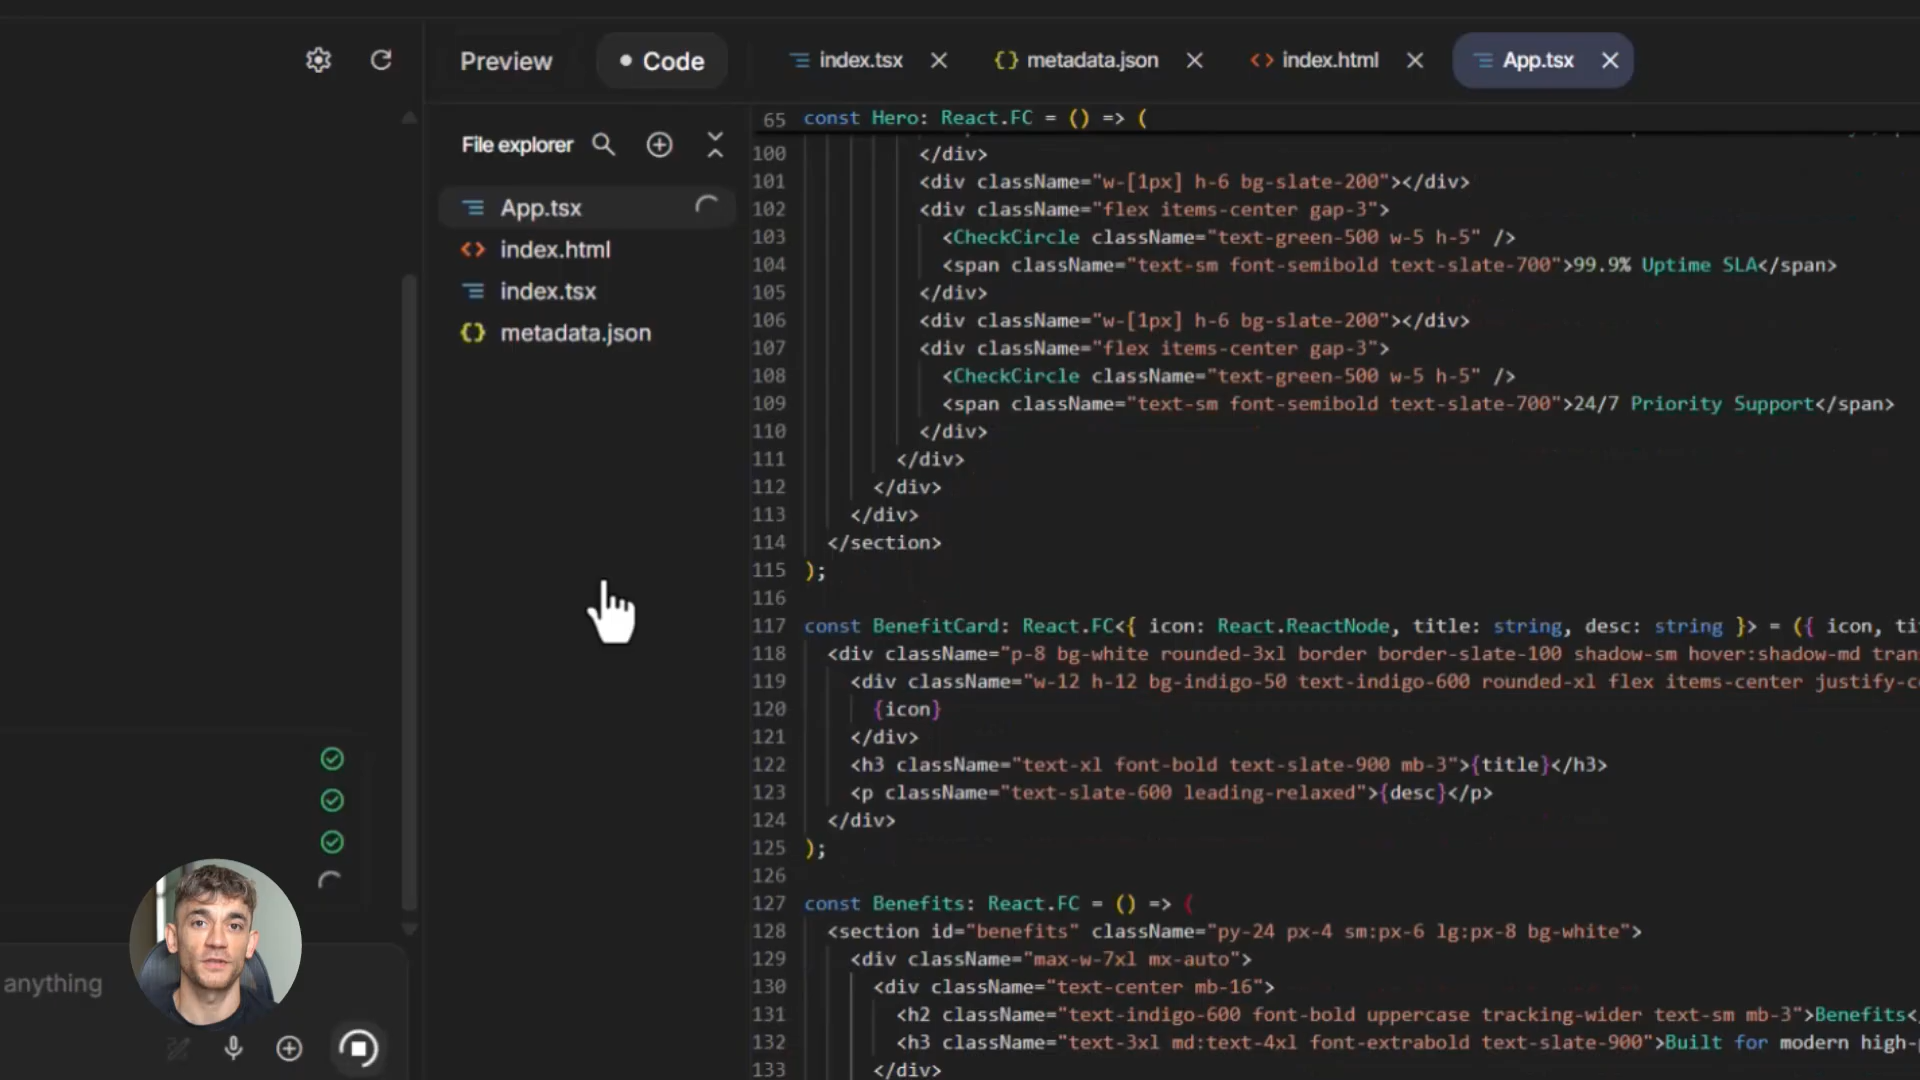 Preview
Code
index.tsx
metadata.json
index.html
App.tsx
File explorer
App.tsx
index.html
index.tsx
metadata.json
anything
65 const Hero: React.FC = () => (
100 </div>
101 <div className="w-[1px] h-6 bg-slate-200"></div>
102 <div className="flex items-center gap-3">
103 <CheckCircle className="text-green-500 w-5 h-5" />
104 <span className="text-sm font-semibold text-slate-700">99.9% Uptime SLA</span>
105 </div>
106 <div className="w-[1px] h-6 bg-slate-200"></div>
107 <div className="flex items-center gap-3">
108 <CheckCircle className="text-green-500 w-5 h-5" />
109 <span className="text-sm font-semibold text-slate-700">24/7 Priority Support</span>
110 </div>
111 </div>
112 </div>
113 </div>
114 </section>
115 );
116
117 const BenefitCard: React.FC<{ icon: React.ReactNode, title: string, desc: string }> = ({ icon, ti
118 <div className="p-8 bg-white rounded-3xl border border-slate-100 shadow-sm hover:shadow-md tran
119 <div className="w-12 h-12 bg-indigo-50 text-indigo-600 rounded-xl flex items-center justify-c
120 {icon}
121 </div>
122 <h3 className="text-xl font-bold text-slate-900 mb-3">{title}</h3>
123 <p className="text-slate-600 leading-relaxed">{desc}</p>
124 </div>
125 );
126
127 const Benefits: React.FC = () => (
128 <section id="benefits" className="py-24 px-4 sm:px-6 lg:px-8 bg-white">
129 <div className="max-w-7xl mx-auto">
130 <div className="text-center mb-16">
131 <h2 className="text-indigo-600 font-bold uppercase tracking-wider text-sm mb-3">Benefits<
132 <h3 className="text-3xl md:text-4xl font-extrabold text-slate-900">Built for modern high-
133 </div>